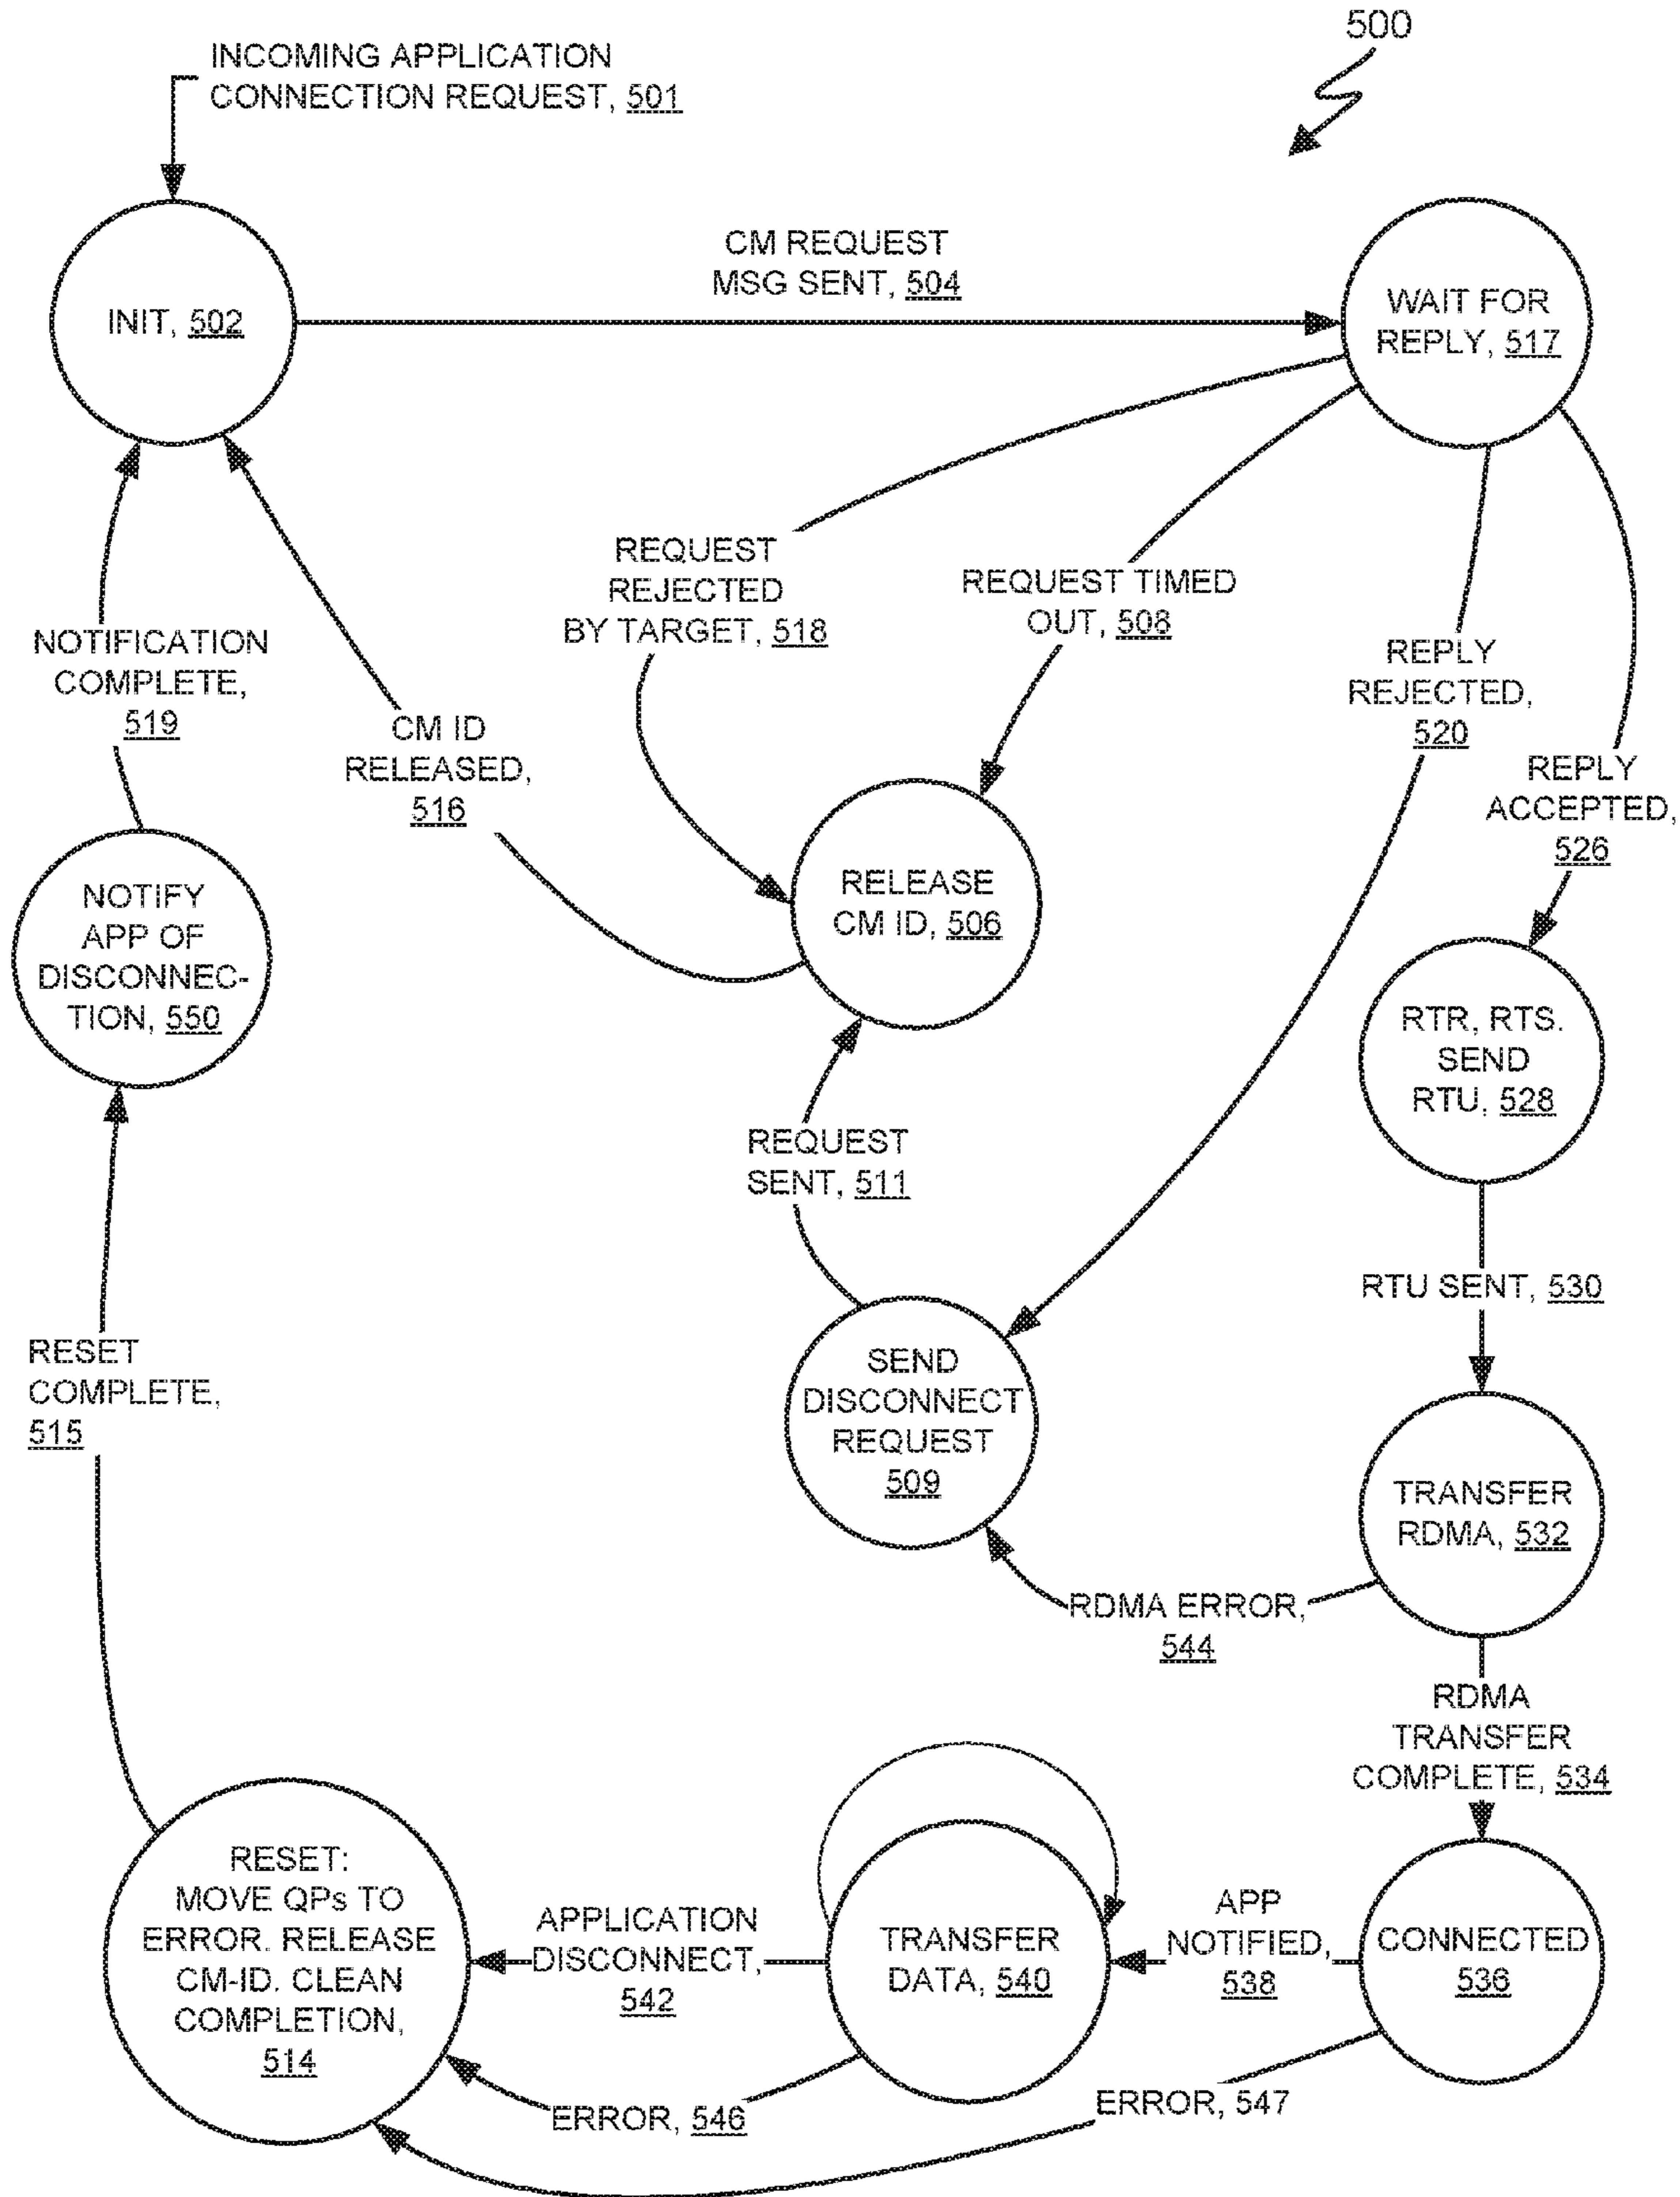 500
INCOMING APPLICATION
CONNECTION REQUEST, 501
CM REQUEST
MSG SENT, 504
INIT, 502
WAIT FOR
REPLY, 517
REQUEST
REJECTED
BY TARGET, 518
REQUEST TIMED
OUT, 508
REPLY
REJECTED,
520
NOTIFICATION
COMPLETE,
519
CM ID
RELEASED,
516
REPLY
ACCEPTED,
526
NOTIFY
APP OF
DISCONNEC-
TION, 550
RELEASE
CM ID, 506
RTR, RTS.
SEND
RTU, 528
REQUEST
SENT, 511
RTU SENT, 530
RESET
COMPLETE,
515
SEND
DISCONNECT
REQUEST
509
TRANSFER
RDMA, 532
RDMA ERROR,
544
RDMA
TRANSFER
COMPLETE, 534
RESET:
MOVE QPs TO
ERROR. RELEASE
CM-ID. CLEAN
COMPLETION,
514
APPLICATION
DISCONNECT,
542
TRANSFER
DATA, 540
APP
NOTIFIED,
538
CONNECTED
536
ERROR, 546
ERROR, 547